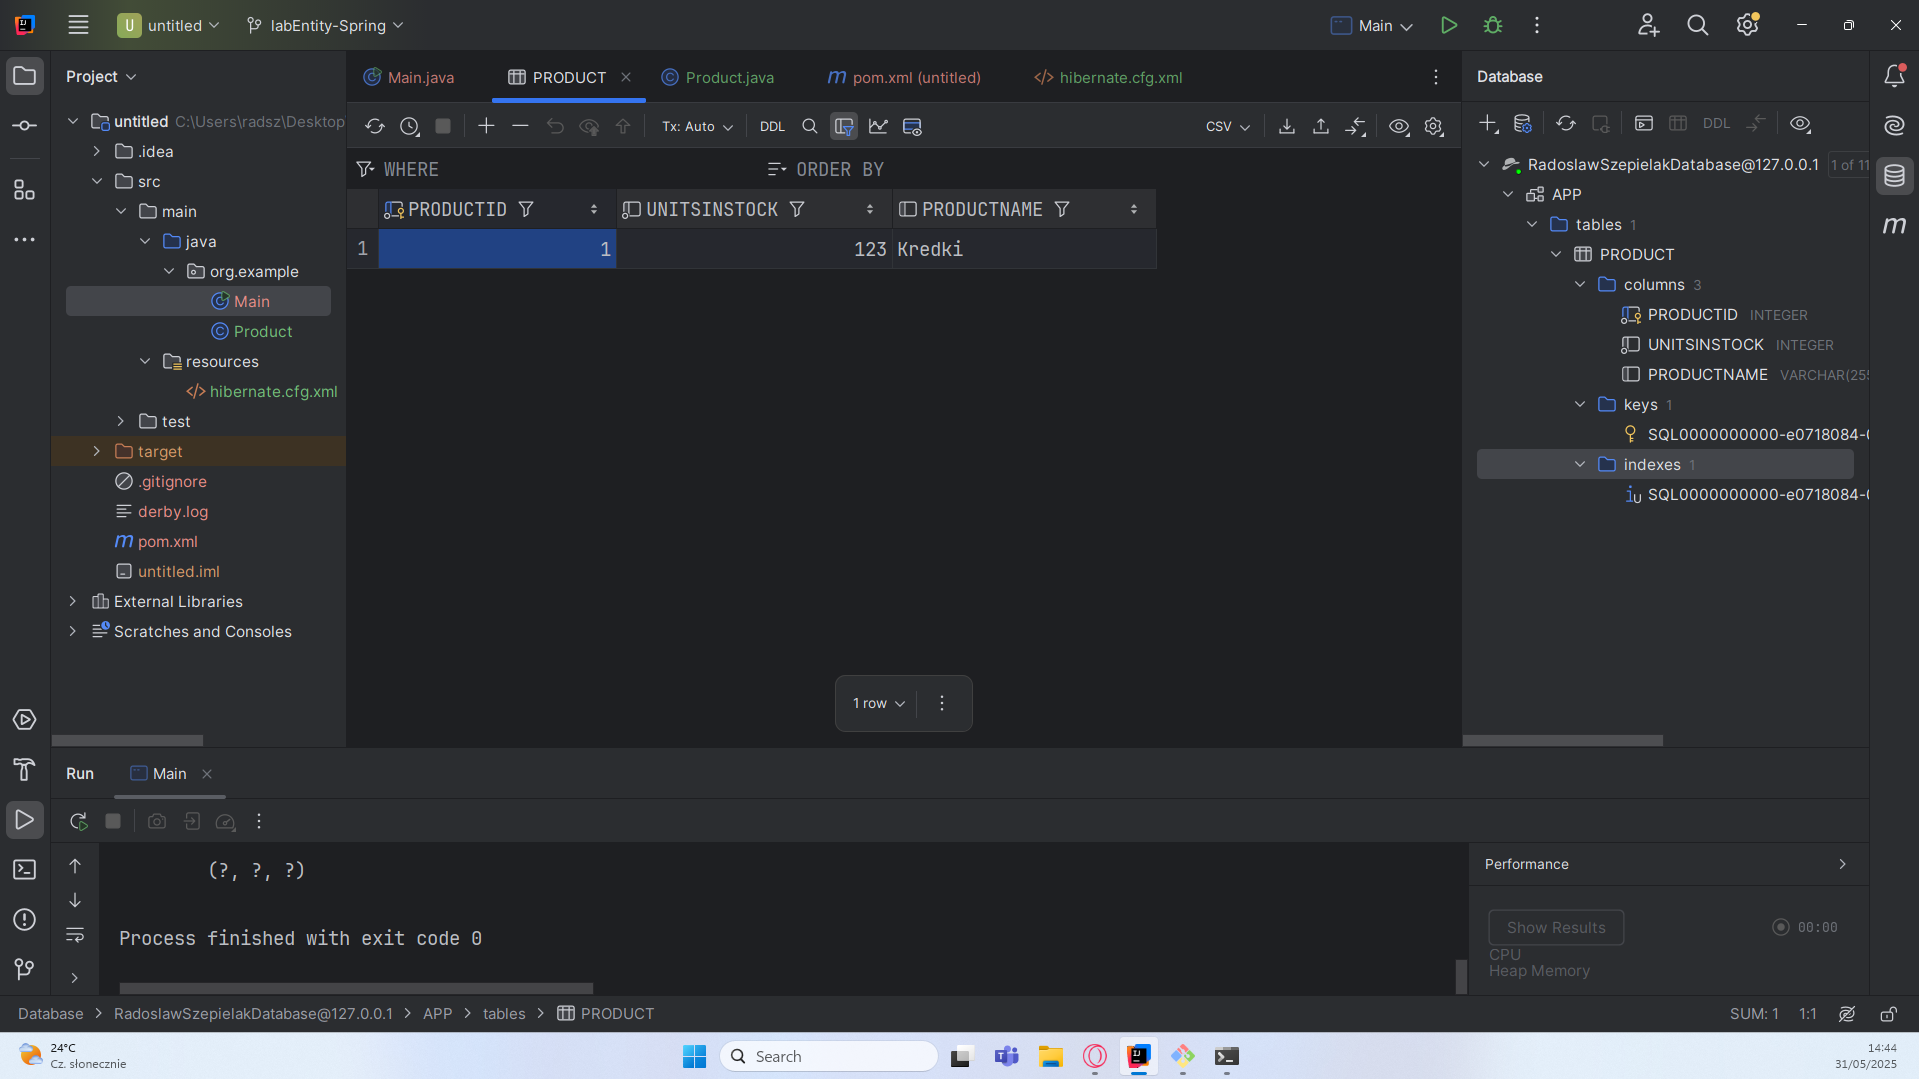 U untitled labEntity-Spring Main
Project
Main.java PRODUCT Product.java pom.xml (untitled) hibernate.cfg.xml
Database
untitled C:\Users\radsz\Desktop
.idea
src
main
java
org.example
Main
Product
resources
hibernate.cfg.xml
test
target
.gitignore
derby.log
pom.xml
untitled.iml
External Libraries
Scratches and Consoles
Tx: Auto DDL CSV
WHERE ORDER BY
PRODUCTID UNITSINSTOCK PRODUCTNAME
1 1 123 Kredki
1 row
DDL
RadoslawSzepielakDatabase@127.0.0.1 1 of 11
APP
tables 1
PRODUCT
columns 3
PRODUCTID INTEGER
UNITSINSTOCK INTEGER
PRODUCTNAME VARCHAR(255
keys 1
SQL0000000000-e0718084-
indexes 1
SQL0000000000-e0718084-
Run Main
(?, ?, ?)
Process finished with exit code 0
Performance
Show Results 00:00
CPU
Heap Memory
Database RadoslawSzepielakDatabase@127.0.0.1 APP tables PRODUCT SUM: 1 1:1
24°C
Cz. słonecznie
Search
14:44
31/05/2025